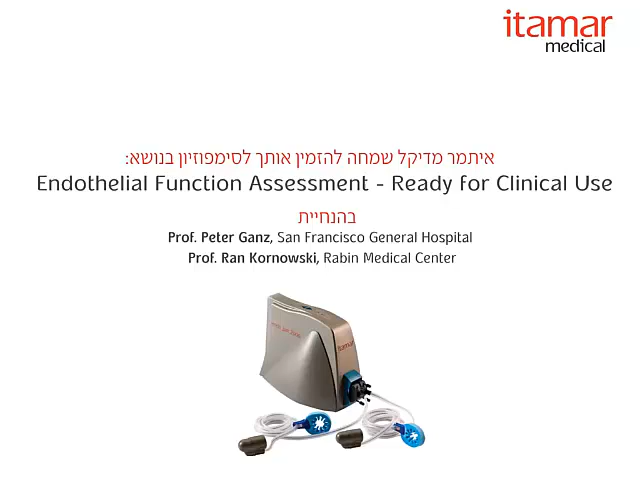 itamar
medical
איתמר מדיקל שמחה להזמין אותך לסימפוזיון בנושא:
Endothelial Function Assessment - Ready for Clinical Use
בהנחיית
Prof. Peter Ganz, San Francisco General Hospital
Prof. Ran Kornowski, Rabin Medical Center
itamar